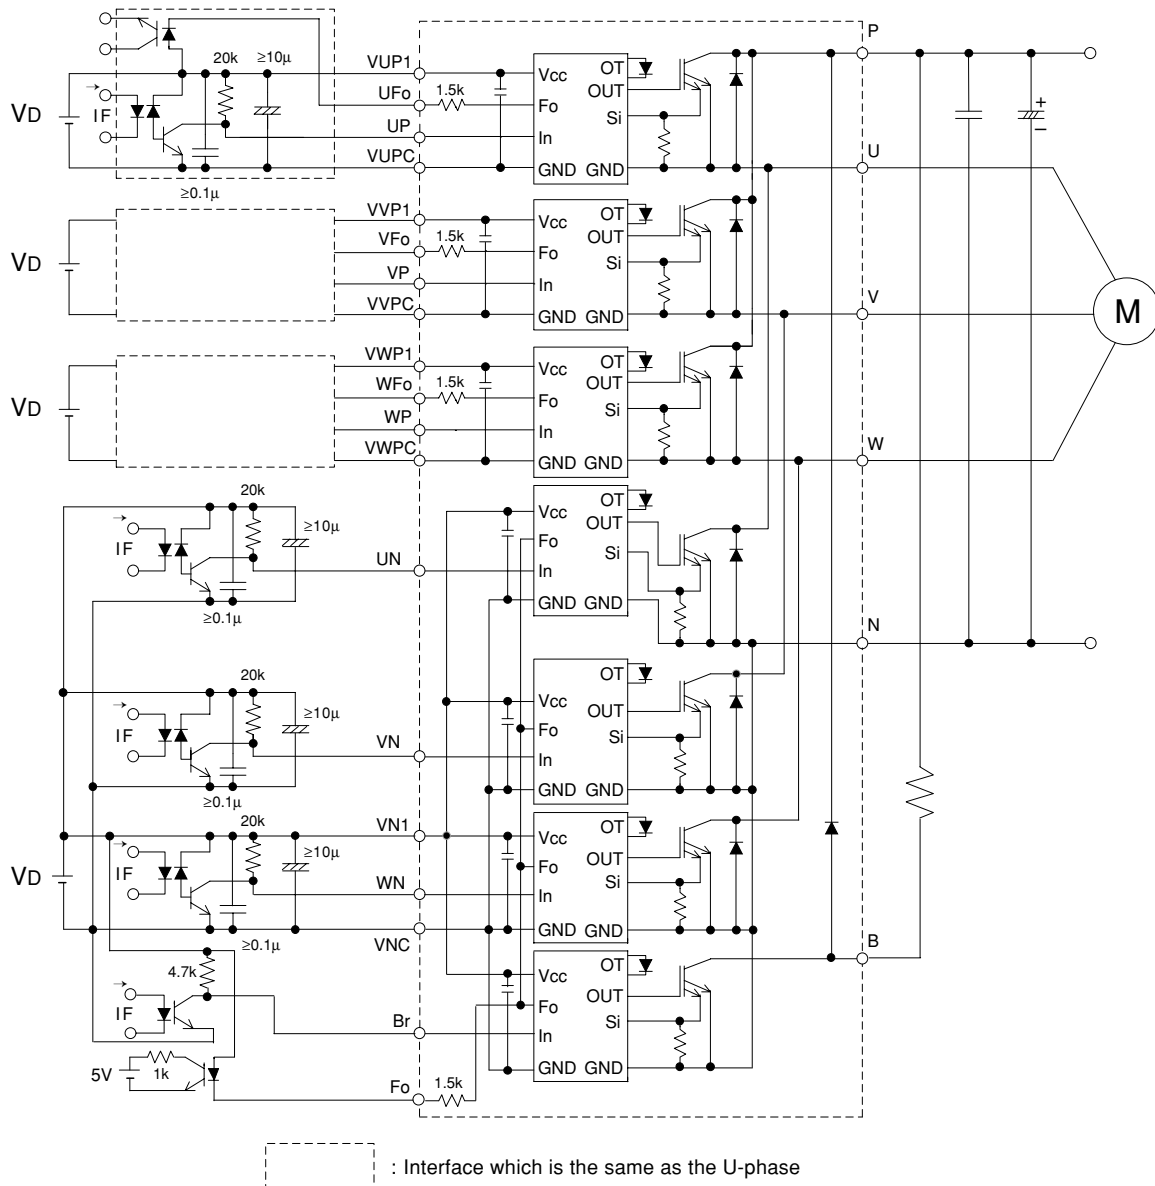 P
20k
≥10µ
VUP1
Vcc
OT
UFo
1.5k
Fo
OUT
VD
IF
UP
Si
In
VUPC
GND GND
U
≥0.1µ
+
–
VVP1
Vcc
OT
VFo
1.5k
Fo
OUT
VD
VP
Si
In
VVPC
GND GND
V
M
VWP1
Vcc
OT
WFo
1.5k
Fo
OUT
VD
WP
Si
In
VWPC
GND GND
W
20k
≥10µ
Vcc
OT
IF
OUT
Fo
UN
Si
In
≥0.1µ
GND GND
N
20k
≥10µ
Vcc
OT
IF
OUT
Fo
VN
Si
In
≥0.1µ
GND GND
20k
VN1
Vcc
OT
≥10µ
VD
IF
OUT
Fo
WN
Si
In
≥0.1µ
VNC
GND GND
B
4.7k
Vcc
OT
IF
OUT
Fo
Br
Si
In
5V
1k
GND GND
Fo
1.5k
: Interface which is the same as the U-phase